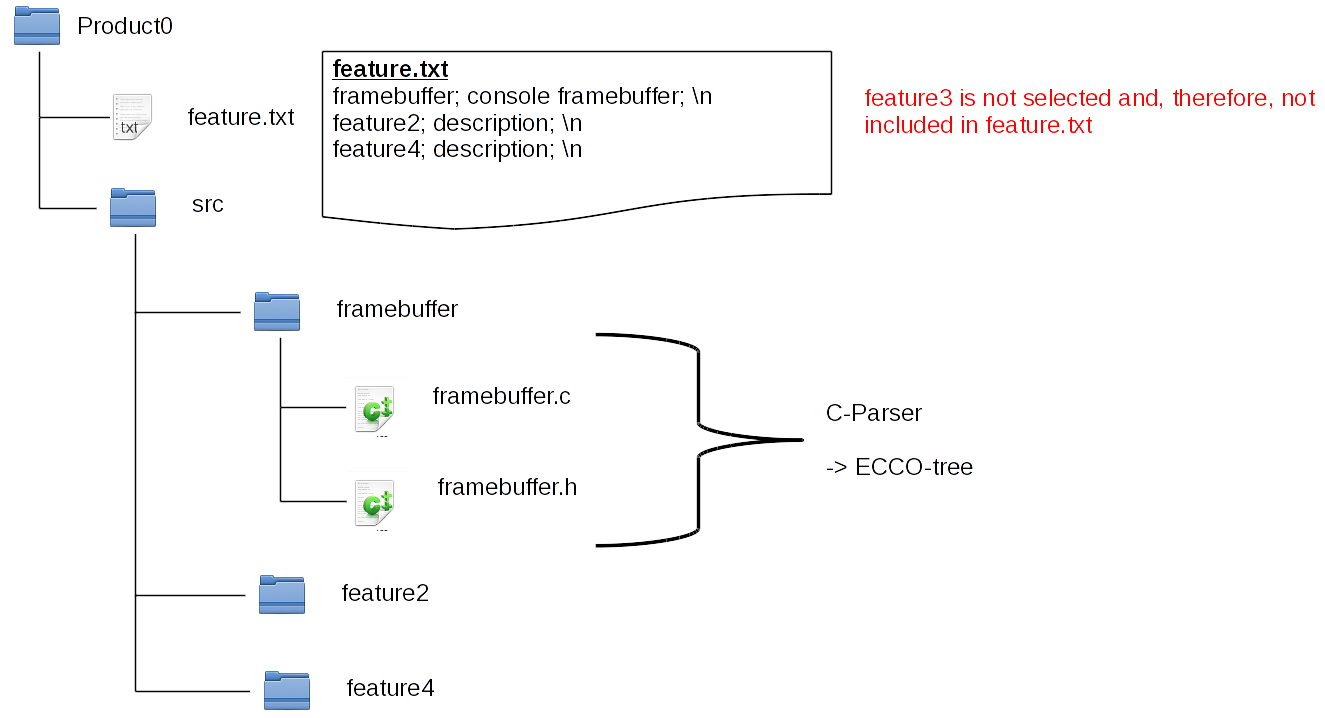 Product0
feature.txt
framebuffer; console framebuffer; \n
feature2; description; \n
feature4; description; \n
feature3 is not selected and, therefore, not
included in feature.txt
txt
feature.txt
src
framebuffer
framebuffer.c
framebuffer.h
C-Parser
-> ECCO-tree
feature2
feature4